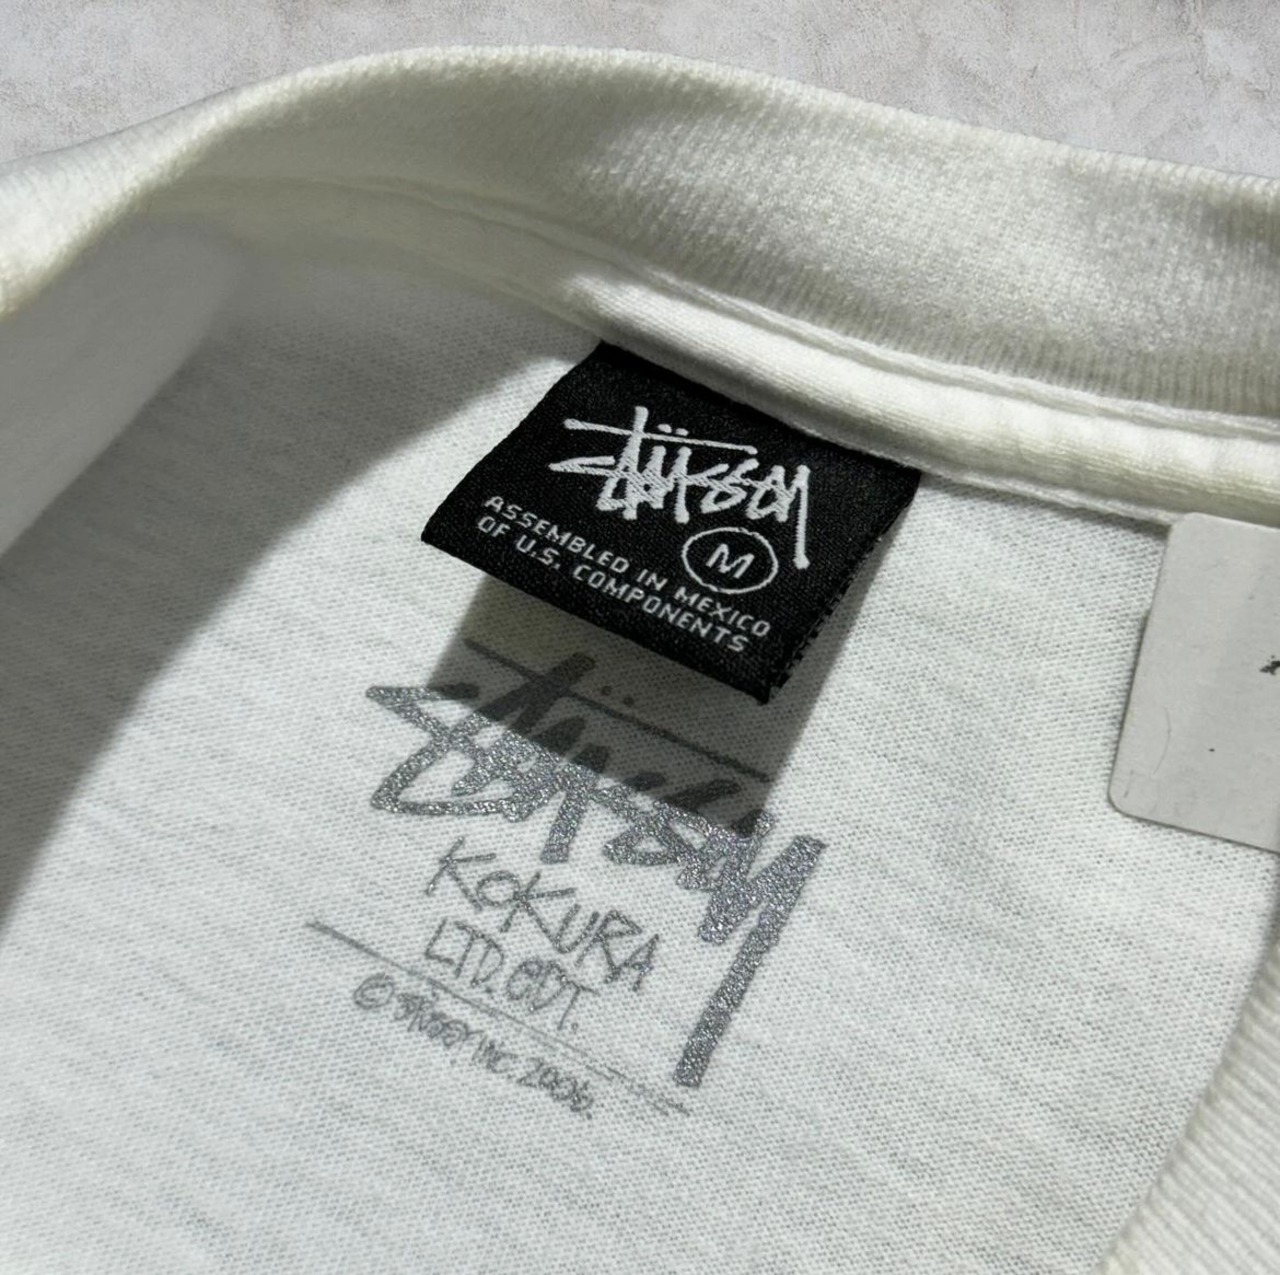 stüssy
M
ASSEMBLED IN MEXICO
OF U.S. COMPONENTS
stüssy
KOKURA
LTD. EDT.
© STÜSSY INC. 2006.